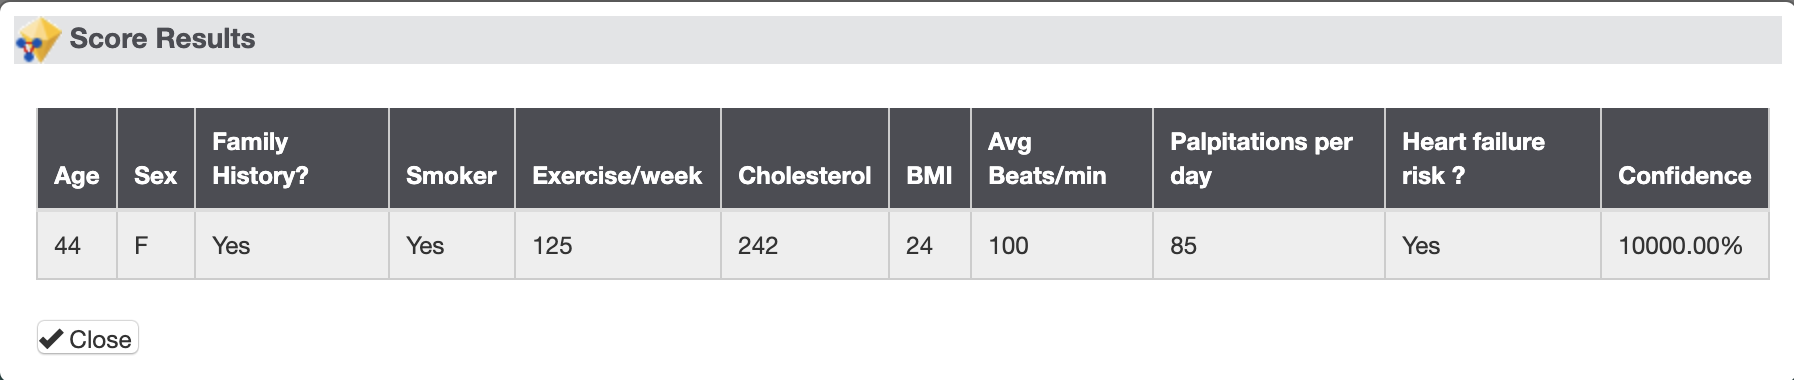 Score Results
Age Sex Family History? Smoker Exercise/week Cholesterol BMI Avg Beats/min Palpitations per day Heart failure risk ? Confidence
44 F Yes Yes 125 242 24 100 85 Yes 10000.00%
Close